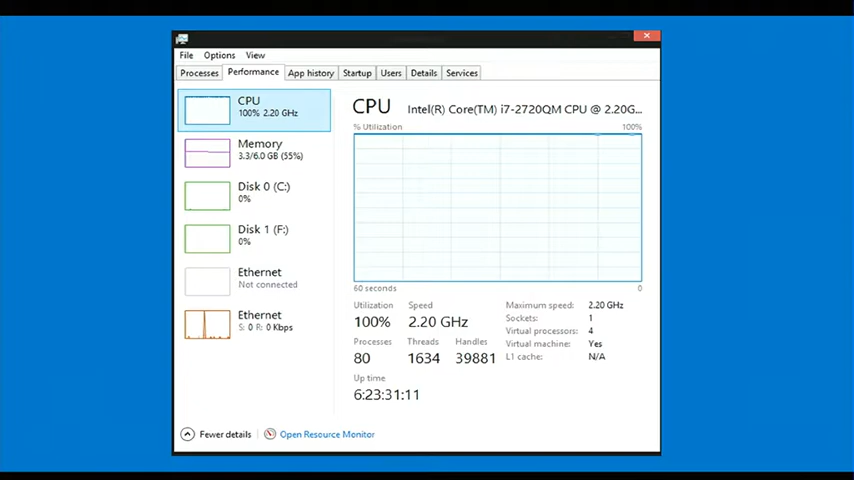 File Options View
Processes Performance App history Startup Users Details Services
CPU
100% 2.20 GHz
Memory
3.3/6.0 GB (55%)
Disk 0 (C:)
0%
Disk 1 (F:)
0%
Ethernet
Not connected
Ethernet
S: 0 R: 0 Kbps
CPU Intel(R) Core(TM) i7-2720QM CPU @ 2.20G...
% Utilization 100%
60 seconds 0
Utilization Speed
100% 2.20 GHz
Processes Threads Handles
80 1634 39881
Up time
6:23:31:11
Maximum speed: 2.20 GHz
Sockets: 1
Virtual processors: 4
Virtual machine: Yes
L1 cache: N/A
Fewer details Open Resource Monitor